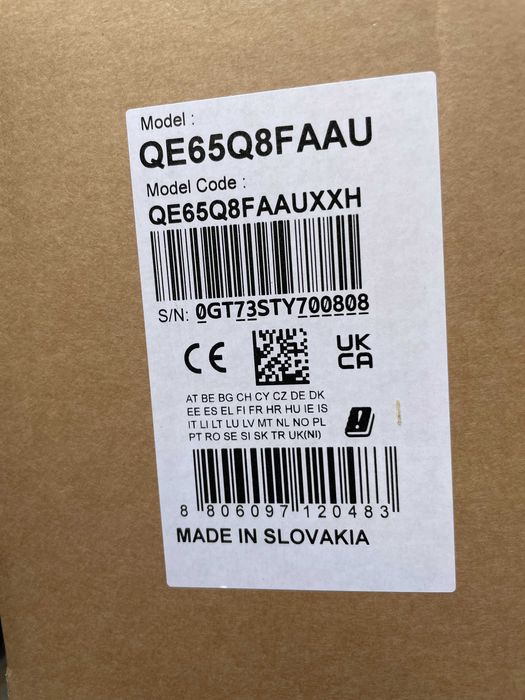 Model :
QE65Q8FAAU
Model Code :
QE65Q8FAAUXXH
S/N: 0GT73STY700808
CE
UK
CA
AT BE BG CH CY CZ DE DK
EE ES EL FI FR HR HU IE IS
IT LI LT LU LV MT NL NO PL
PT RO SE SI SK TR UK(NI)
8 806097 120483
MADE IN SLOVAKIA